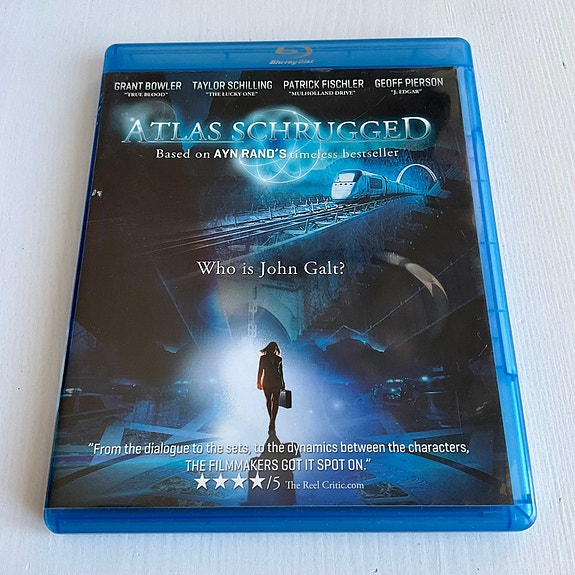 Blu-ray Disc
GRANT BOWLER TAYLOR SCHILLING PATRICK FISCHLER GEOFF PIERSON
"TRUE BLOOD" "THE LUCKY ONE" "MULHOLLAND DRIVE" "J. EDGAR"
ATLAS SCHRUGGED
Based on AYN RAND'S timeless bestseller
Who is John Galt?
"From the dialogue to the sets, to the dynamics between the characters,
THE FILMMAKERS GOT IT SPOT ON."
★★★★/5 The Reel Critic.com